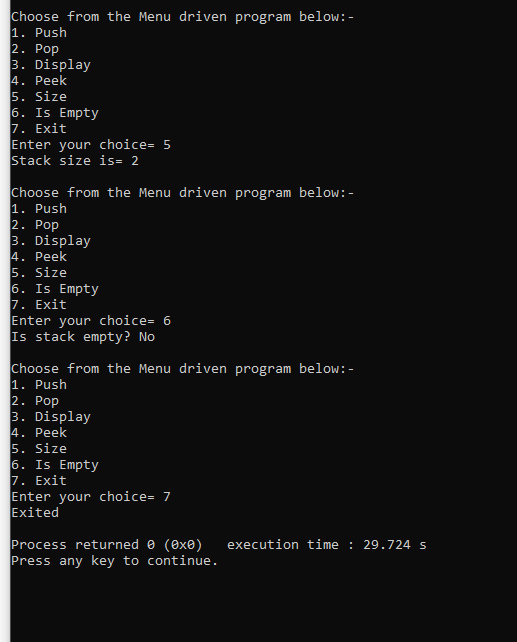 Choose from the Menu driven program below:-
1. Push
2. Pop
3. Display
4. Peek
5. Size
6. Is Empty
7. Exit
Enter your choice= 5
Stack size is= 2
Choose from the Menu driven program below:-
1. Push
2. Pop
3. Display
4. Peek
5. Size
6. Is Empty
7. Exit
Enter your choice= 6
Is stack empty? No
Choose from the Menu driven program below:-
1. Push
2. Pop
3. Display
4. Peek
5. Size
6. Is Empty
7. Exit
Enter your choice= 7
Exited
Process returned 0 (0x0)   execution time : 29.724 s
Press any key to continue.